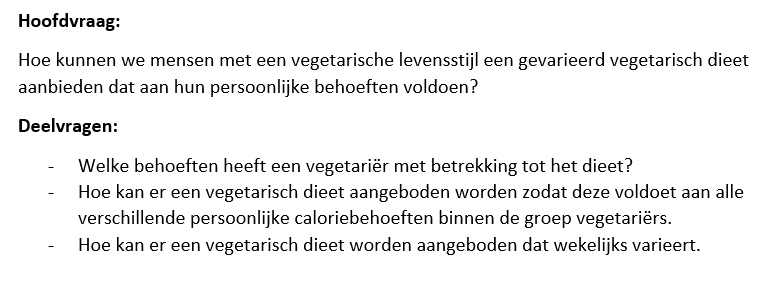 Hoofdvraag:
Hoe kunnen we mensen met een vegetarische levensstijl een gevarieerd vegetarisch dieet
aanbieden dat aan hun persoonlijke behoeften voldoen?
Deelvragen:
- Welke behoeften heeft een vegetariër met betrekking tot het dieet?
- Hoe kan er een vegetarisch dieet aangeboden worden zodat deze voldoet aan alle
verschillende persoonlijke caloriebehoeften binnen de groep vegetariërs.
- Hoe kan er een vegetarisch dieet worden aangeboden dat wekelijks varieert.